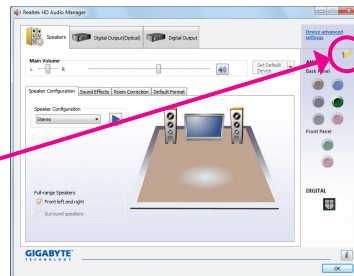 Realtek HD Audio Manager
Speakers
Digital Output(Optical)
Digital Output
Device advanced
settings
Main Volume
L
R
Set Default
Device
AN
Back Panel
Speaker Configuration
Sound Effects
Room Correction
Default Format
Speaker Configuration
Stereo
Front Panel
Full-range Speakers
Front left and right
Surround speakers
DIGITAL
GIGABYTE
TECHNOLOGY
i
OK